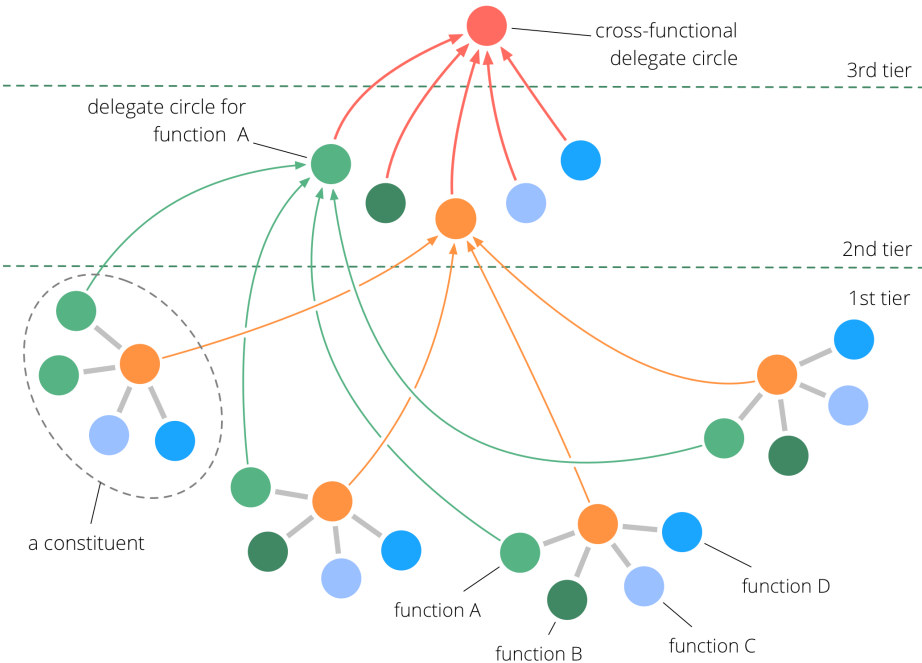 cross-functional
delegate circle
3rd tier
delegate circle for
function A
2nd tier
1st tier
a constituent
function D
function A
function C
function B